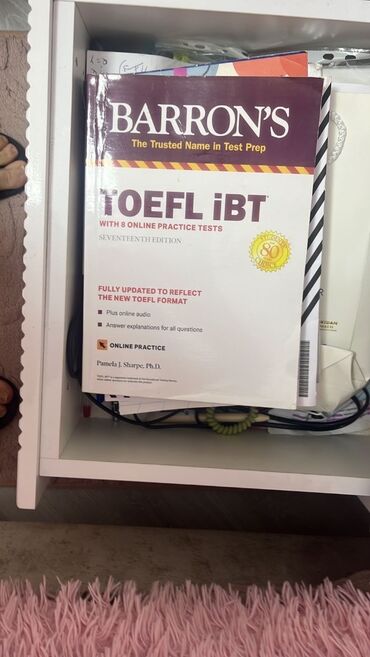 BARRON'S
The Trusted Name in Test Prep
TOEFL iBT
WITH 8 ONLINE PRACTICE TESTS
SEVENTEENTH EDITION
80
FULLY UPDATED TO REFLECT
THE NEW TOEFL FORMAT
Plus online audio
Answer explanations for all questions
ONLINE PRACTICE
Pamela J. Sharpe, Ph.D.